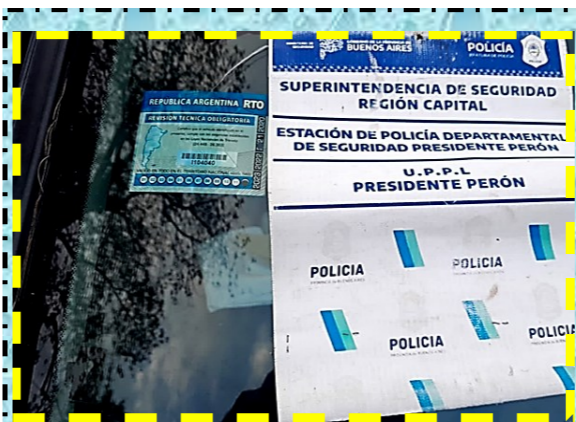 REPUBLICA ARGENTINA RTO
REVISION TECNICA OBLIGATORIA
1164040
BUENOS AIRES
POLICÍA
SUPERINTENDENCIA DE SEGURIDAD
REGIÓN CAPITAL
ESTACIÓN DE POLICÍA DEPARTAMENTAL
DE SEGURIDAD PRESIDENTE PERÓN
U.P.P.L
PRESIDENTE PERÓN
POLICIA
POLICIA
POLICIA
POLICIA